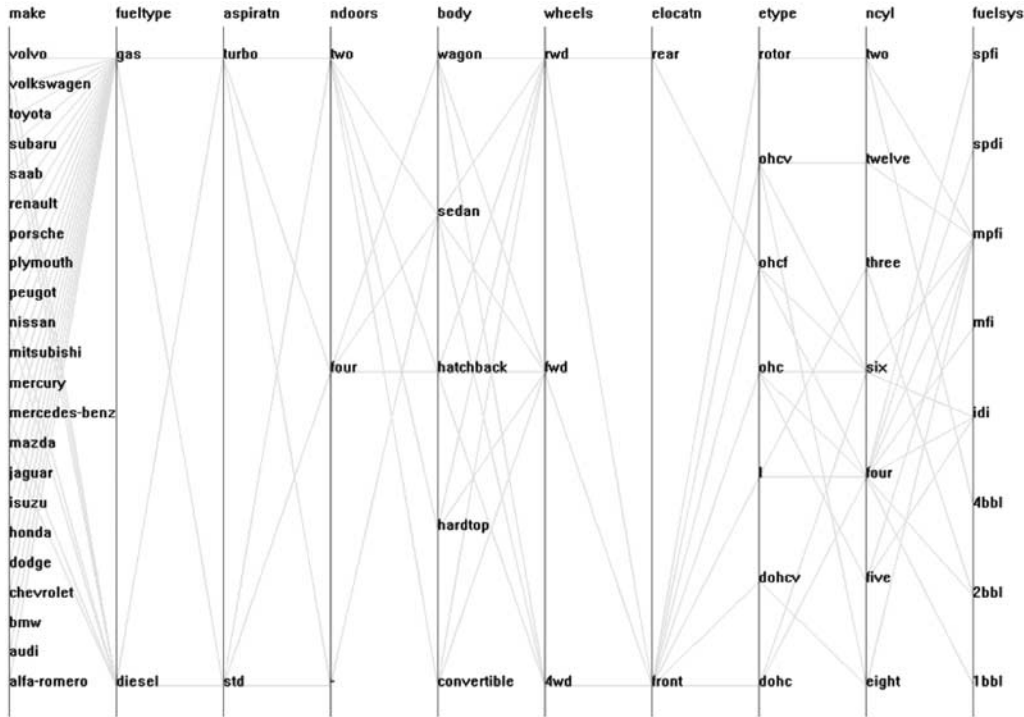 make fueltype aspiratn ndoors body wheels elocatn etype ncyl fuelsys
volvo gas turbo two wagon rwd rear rotor two spfi
volkswagen
toyota
subaru spdi
ohcv twelve
saab
renault
sedan
porsche mpfi
plymouth ohcf three
peugot
nissan mfi
mitsubishi
four hatchback fwd ohc six
mercury
mercedes-benz idi
mazda
jaguar l four
isuzu 4bbl
hardtop
honda
dodge
dohcv five
chevrolet 2bbl
bmw
audi
alfa-romero diesel std - convertible 4wd front dohc eight 1bbl